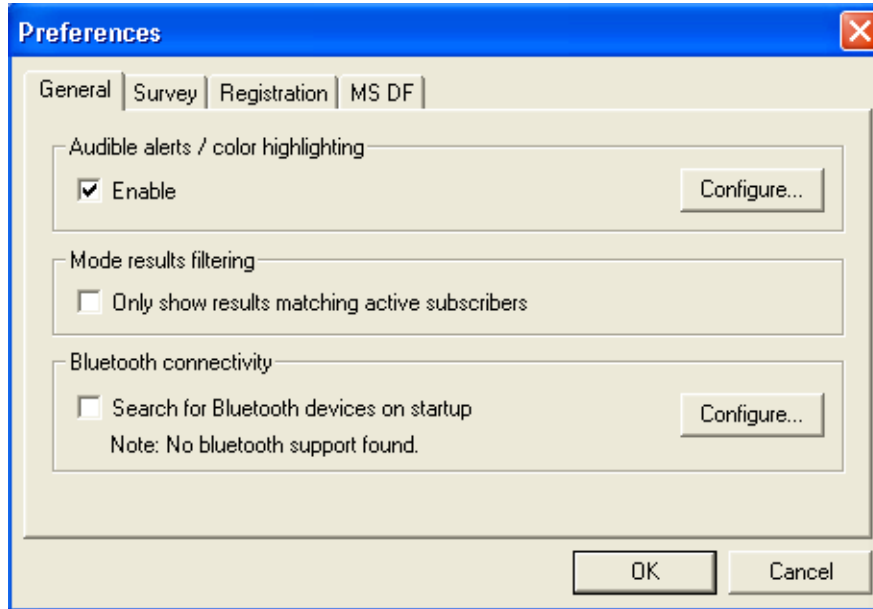 Preferences
General Survey Registration MS DF
Audible alerts / color highlighting
Enable Configure...
Mode results filtering
Only show results matching active subscribers
Bluetooth connectivity
Search for Bluetooth devices on startup Configure...
Note: No bluetooth support found.
OK Cancel